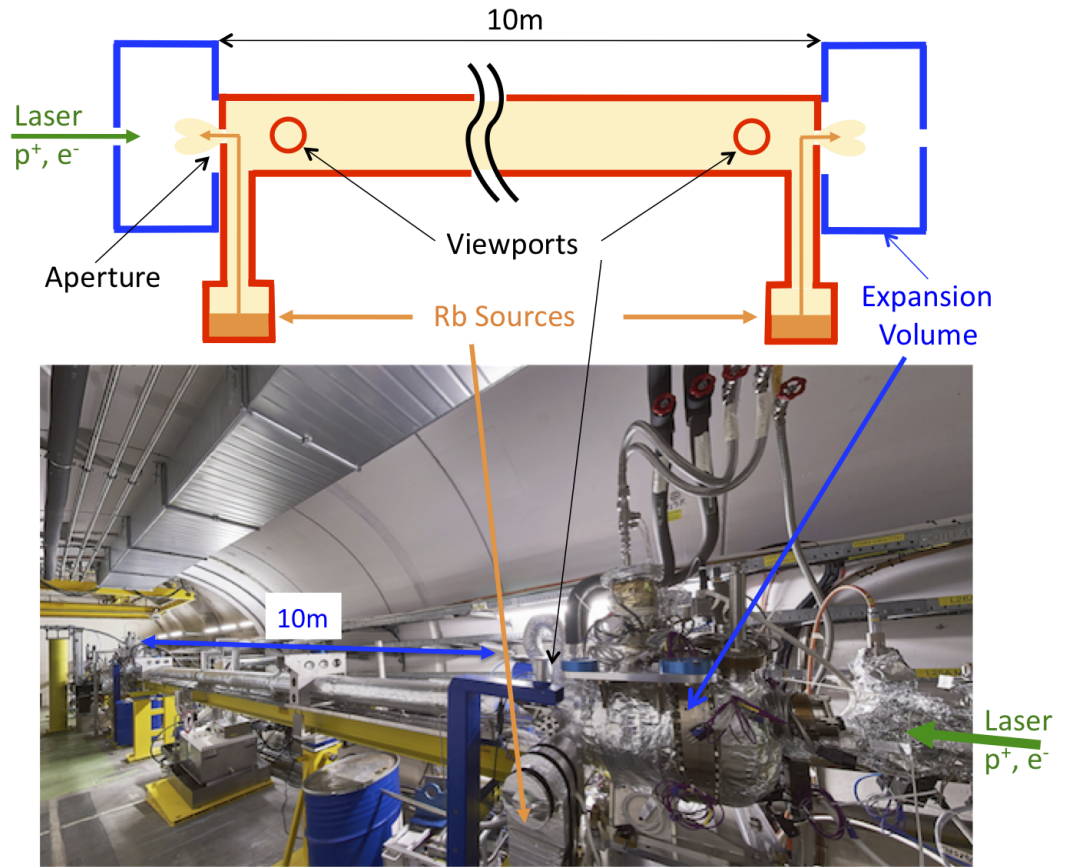 10m
Laser
p⁺, e⁻
Viewports
Aperture
Rb Sources
Expansion
Volume
10m
Laser
p⁺, e⁻